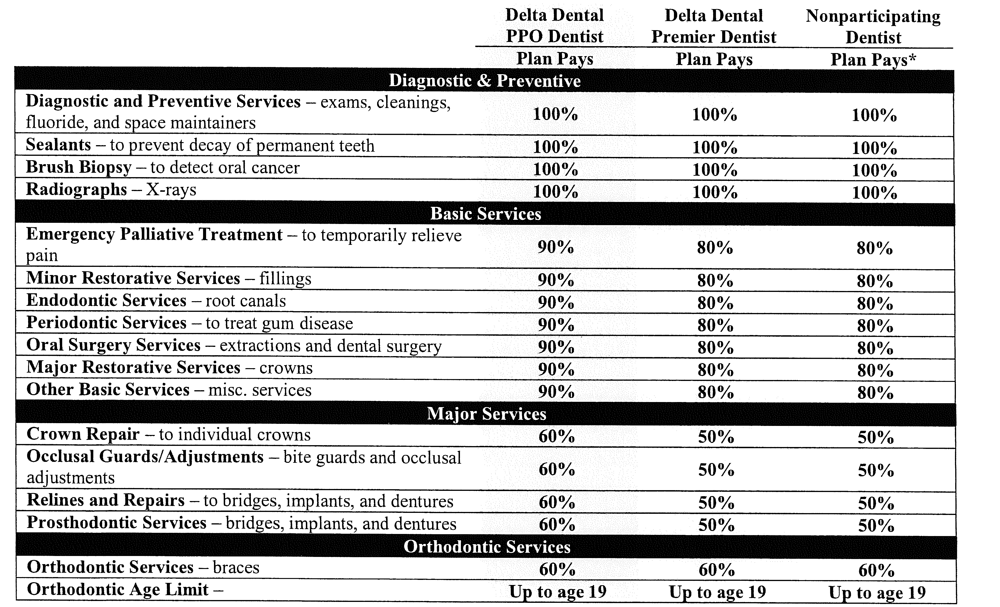 Delta Dental Delta Dental Nonparticipating
PPO Dentist Premier Dentist Dentist
Plan Pays Plan Pays Plan Pays*
Diagnostic & Preventive
Diagnostic and Preventive Services – exams, cleanings,
fluoride, and space maintainers 100% 100% 100%
Sealants – to prevent decay of permanent teeth 100% 100% 100%
Brush Biopsy – to detect oral cancer 100% 100% 100%
Radiographs – X-rays 100% 100% 100%
Basic Services
Emergency Palliative Treatment – to temporarily relieve
pain 90% 80% 80%
Minor Restorative Services – fillings 90% 80% 80%
Endodontic Services – root canals 90% 80% 80%
Periodontic Services – to treat gum disease 90% 80% 80%
Oral Surgery Services – extractions and dental surgery 90% 80% 80%
Major Restorative Services – crowns 90% 80% 80%
Other Basic Services – misc. services 90% 80% 80%
Major Services
Crown Repair – to individual crowns 60% 50% 50%
Occlusal Guards/Adjustments – bite guards and occlusal
adjustments 60% 50% 50%
Relines and Repairs – to bridges, implants, and dentures 60% 50% 50%
Prosthodontic Services – bridges, implants, and dentures 60% 50% 50%
Orthodontic Services
Orthodontic Services – braces 60% 60% 60%
Orthodontic Age Limit – Up to age 19 Up to age 19 Up to age 19